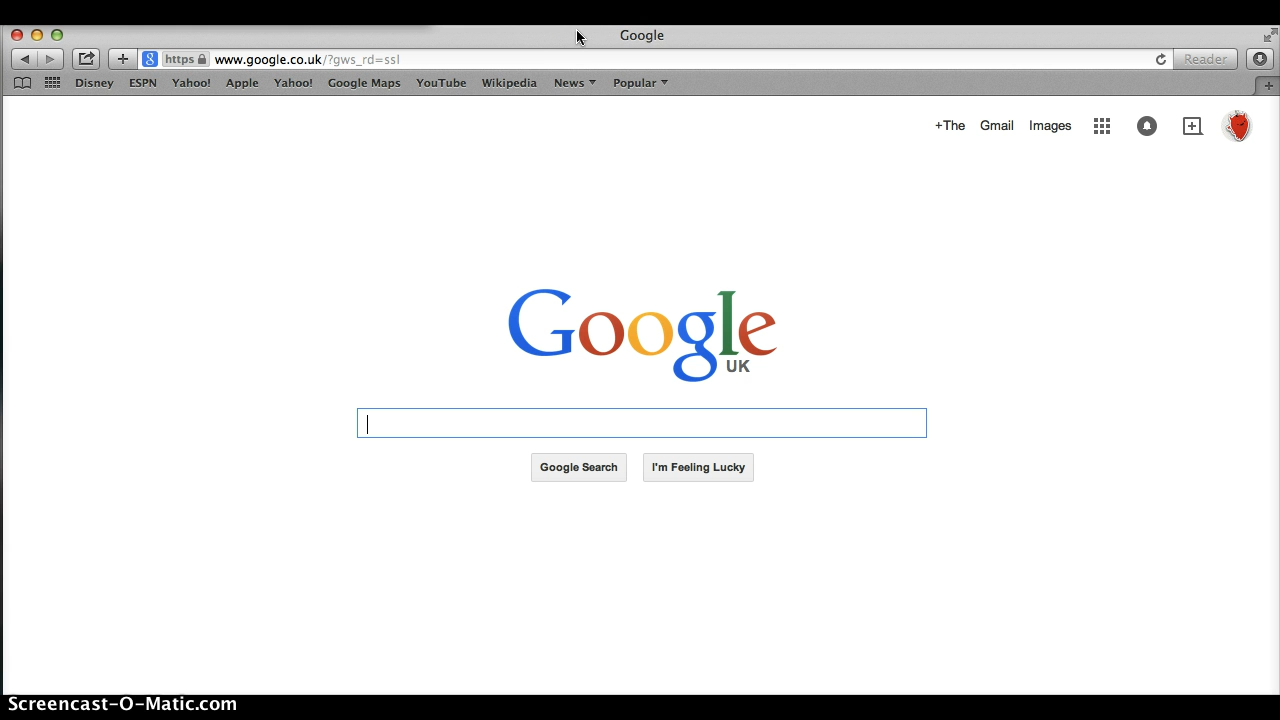 Google
https www.google.co.uk/?gws_rd=ssl Reader
Disney ESPN Yahoo! Apple Yahoo! Google Maps YouTube Wikipedia News Popular
+The Gmail Images
Google
UK
Google Search I'm Feeling Lucky
Screencast-O-Matic.com